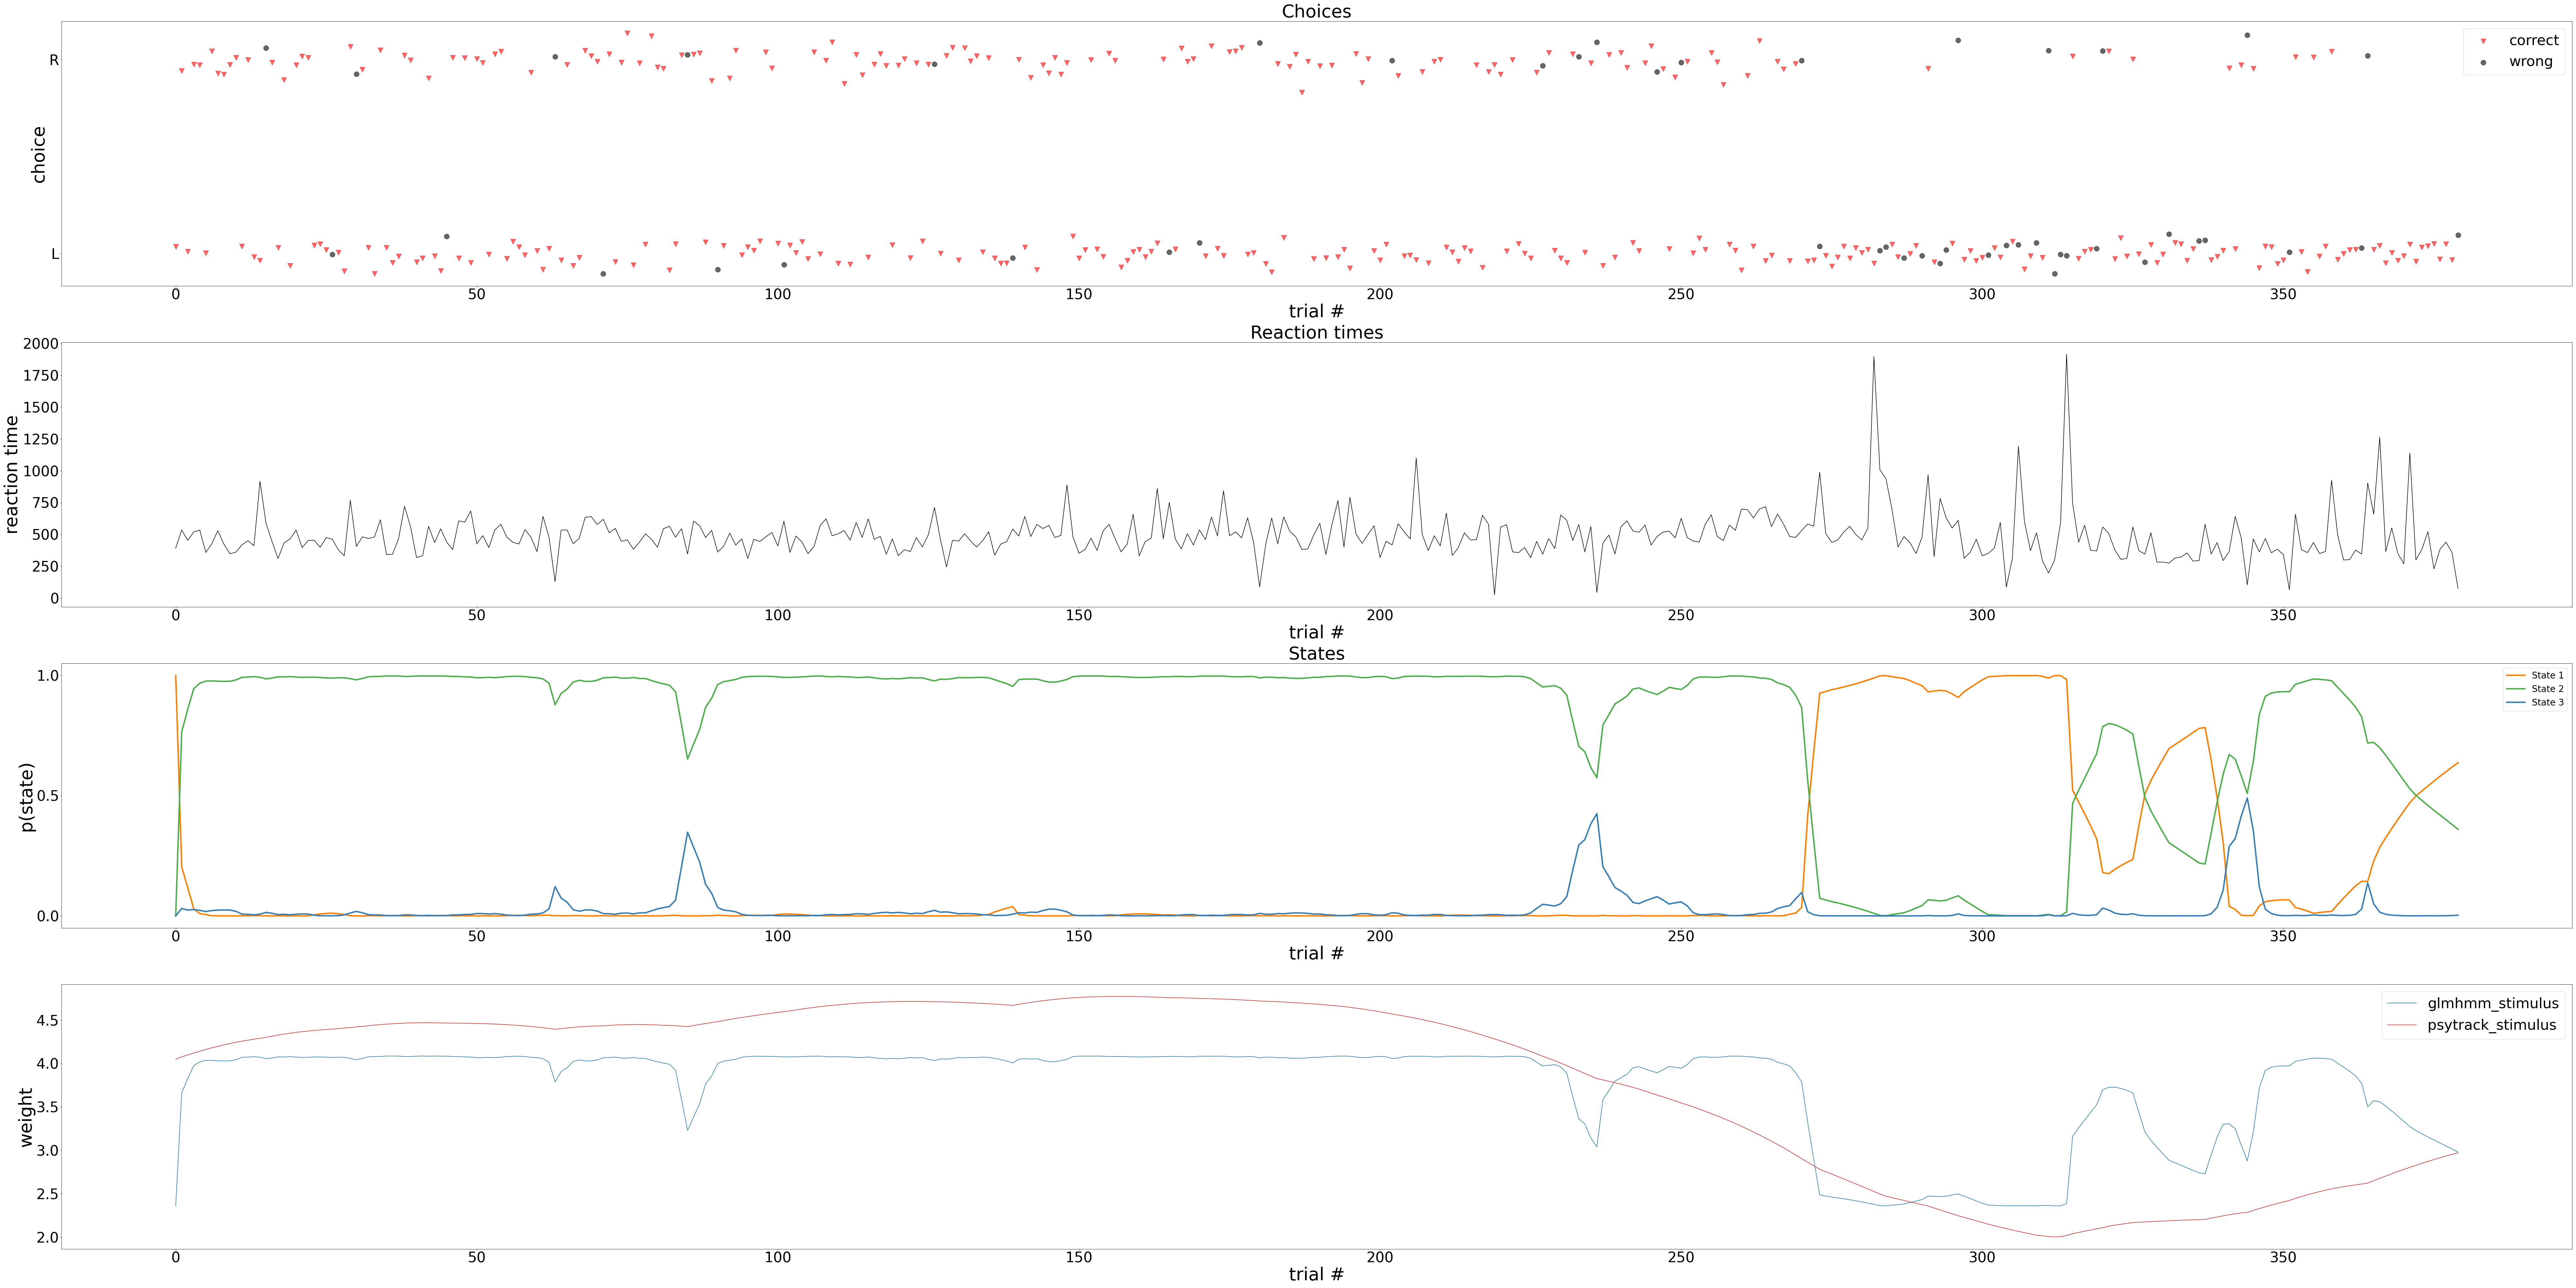 Choices
R
L
choice
correct
wrong
0 50 100 150 200 250 300 350
trial #
Reaction times
2000
1750
1500
1250
1000
750
500
250
0
reaction time
0 50 100 150 200 250 300 350
trial #
States
1.0
0.5
0.0
p(state)
State 1
State 2
State 3
0 50 100 150 200 250 300 350
trial #
4.5
4.0
3.5
3.0
2.5
2.0
weight
glmhmm_stimulus
psytrack_stimulus
0 50 100 150 200 250 300 350
trial #